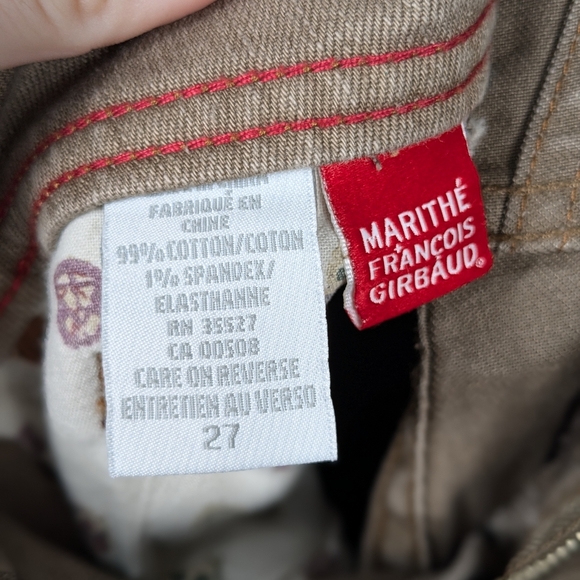 FABRIQUÉ EN
CHINE
99% COTTON/COTON
1% SPANDEX/
ELASTHANNE
RN 35527
CA 00508
CARE ON REVERSE
ENTRETIEN AU VERSO
27
MARITHÉ
+
FRANÇOIS
GIRBAUD®